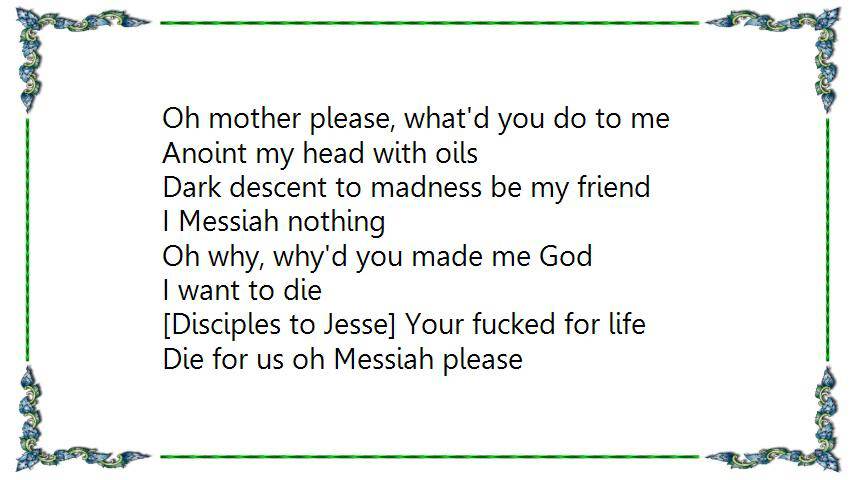 Oh mother please, what'd you do to me
Anoint my head with oils
Dark descent to madness be my friend
I Messiah nothing
Oh why, why'd you made me God
I want to die
[Disciples to Jesse] Your fucked for life
Die for us oh Messiah please